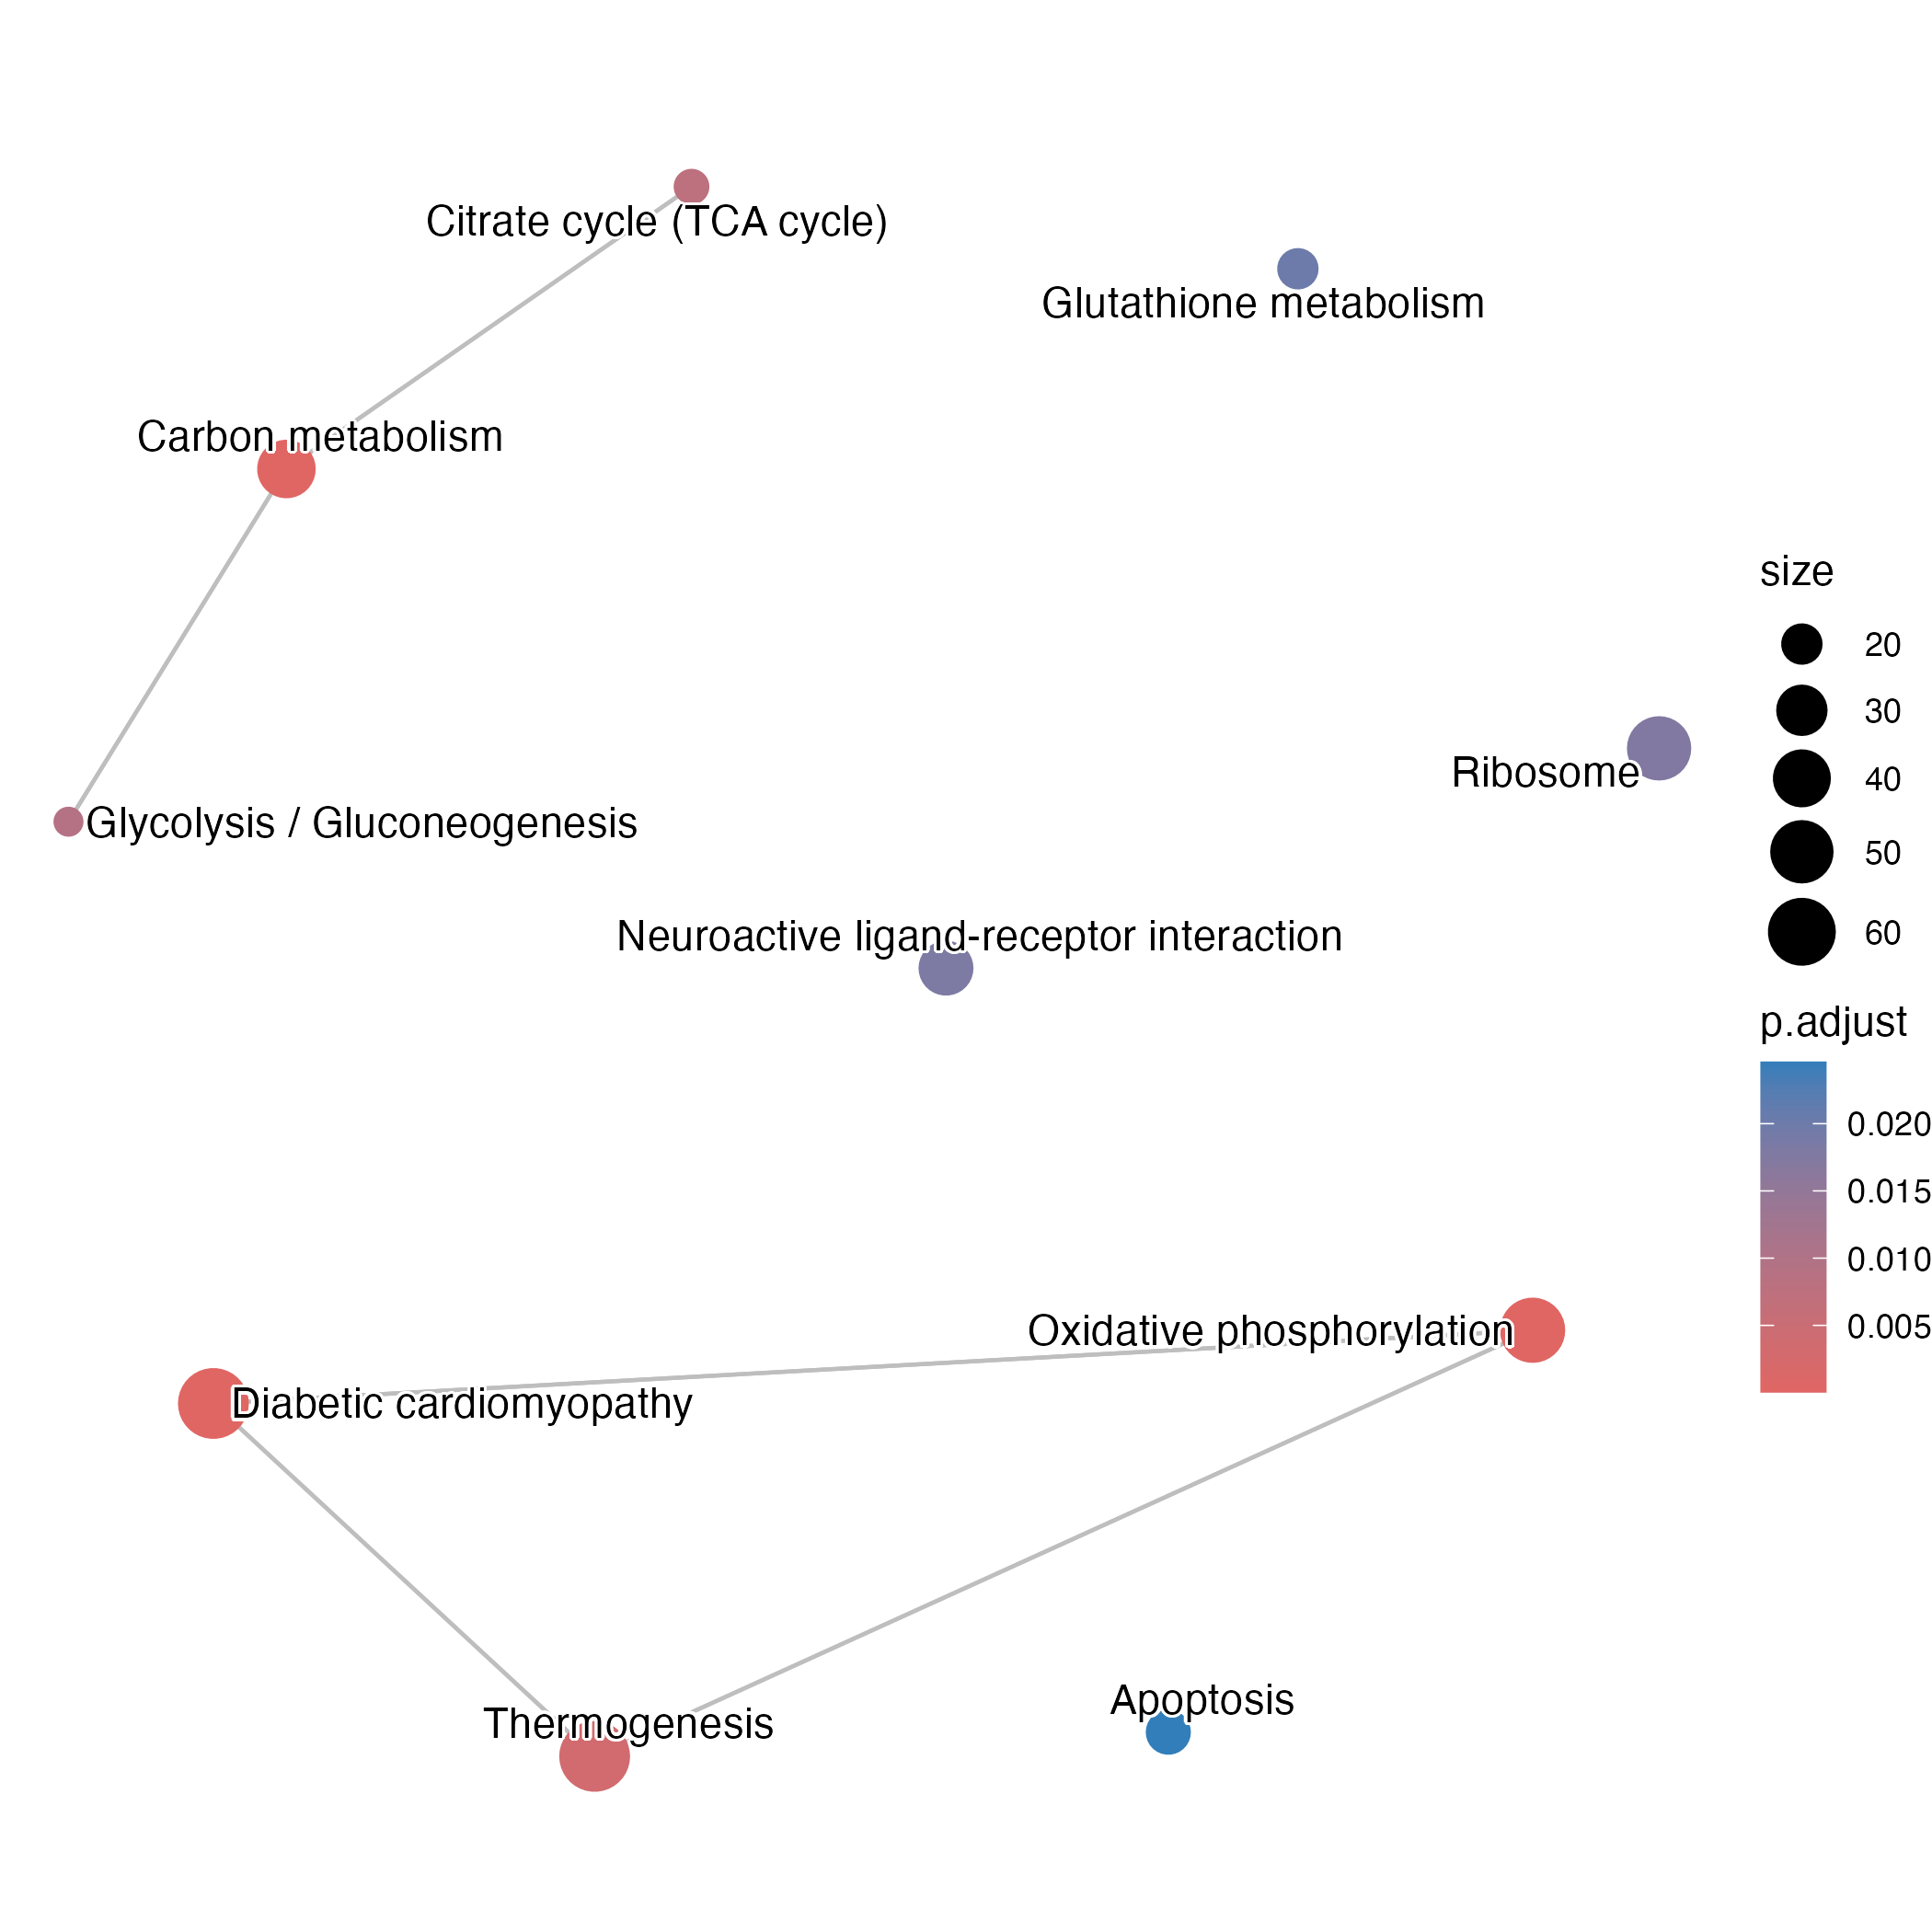 Citrate cycle (TCA cycle)
Glutathione metabolism
Carbon metabolism
Ribosome
Glycolysis / Gluconeogenesis
Neuroactive ligand-receptor interaction
Oxidative phosphorylation
Diabetic cardiomyopathy
Apoptosis
Thermogenesis
size
20
30
40
50
60
p.adjust
0.020
0.015
0.010
0.005